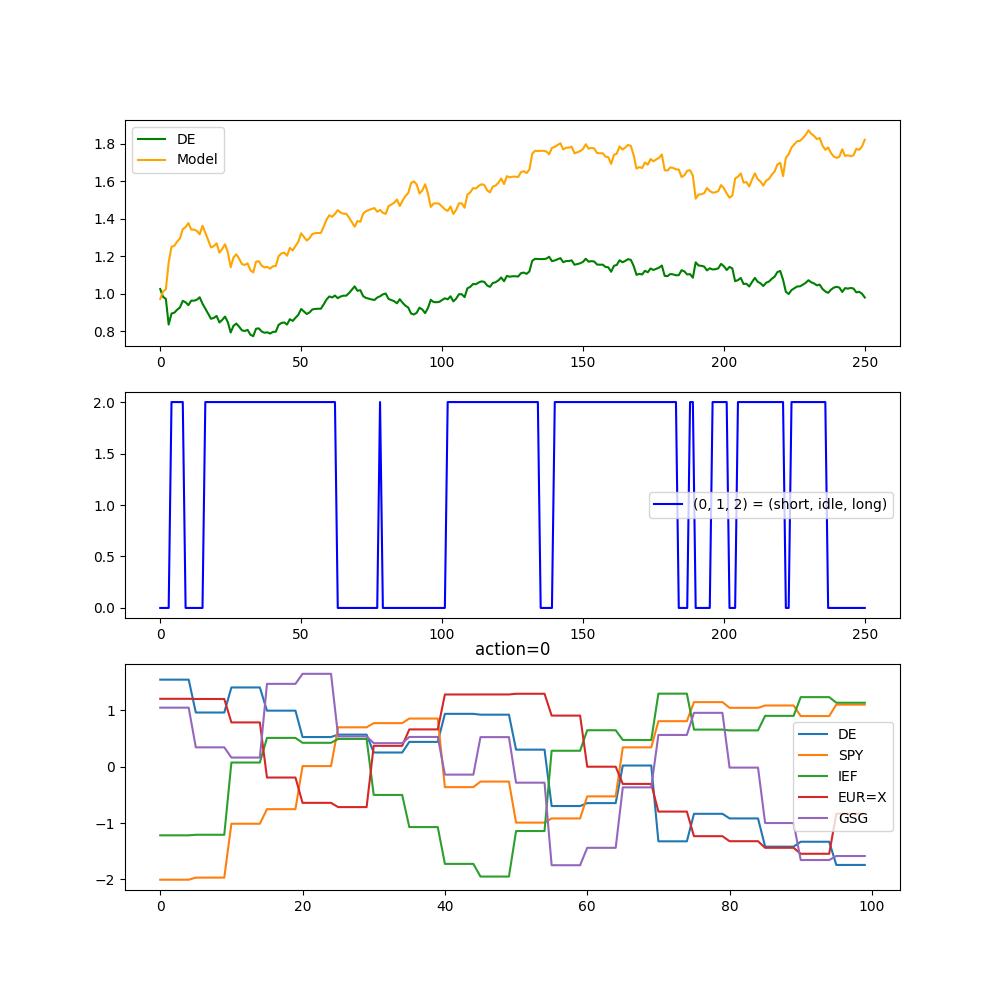 DE
Model
1.8
1.6
1.4
1.2
1.0
0.8
0 50 100 150 200 250
2.0
1.5
1.0
0.5
0.0
(0, 1, 2) = (short, idle, long)
0 50 100 150 200 250
action=0
1
0
−1
−2
DE
SPY
IEF
EUR=X
GSG
0 20 40 60 80 100